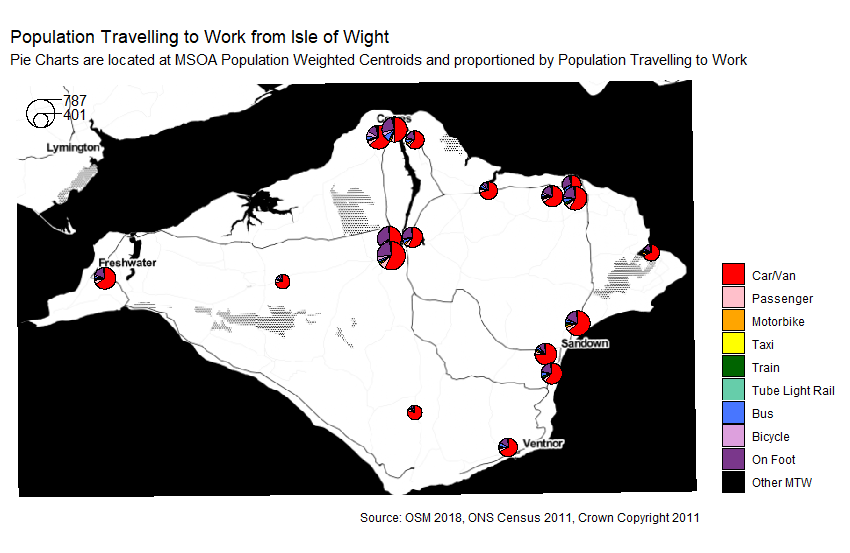 Population Travelling to Work from Isle of Wight
Pie Charts are located at MSOA Population Weighted Centroids and proportioned by Population Travelling to Work
787
401
Lymington
Freshwater
Sandown
Ventnor
Car/Van
Passenger
Motorbike
Taxi
Train
Tube Light Rail
Bus
Bicycle
On Foot
Other MTW
Source: OSM 2018, ONS Census 2011, Crown Copyright 2011